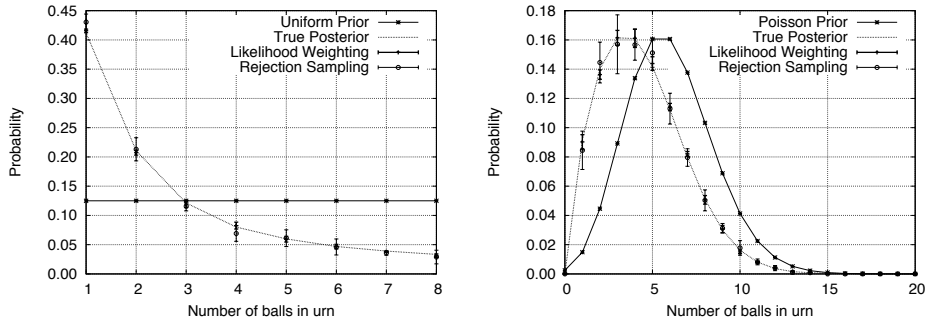 0.45
0.40
0.35
0.30
0.25
0.20
0.15
0.10
0.05
0.00
Probability
Uniform Prior
True Posterior
Likelihood Weighting
Rejection Sampling
1 2 3 4 5 6 7 8
Number of balls in urn
0.18
0.16
0.14
0.12
0.10
0.08
0.06
0.04
0.02
0.00
Probability
Poisson Prior
True Posterior
Likelihood Weighting
Rejection Sampling
0 5 10 15 20
Number of balls in urn